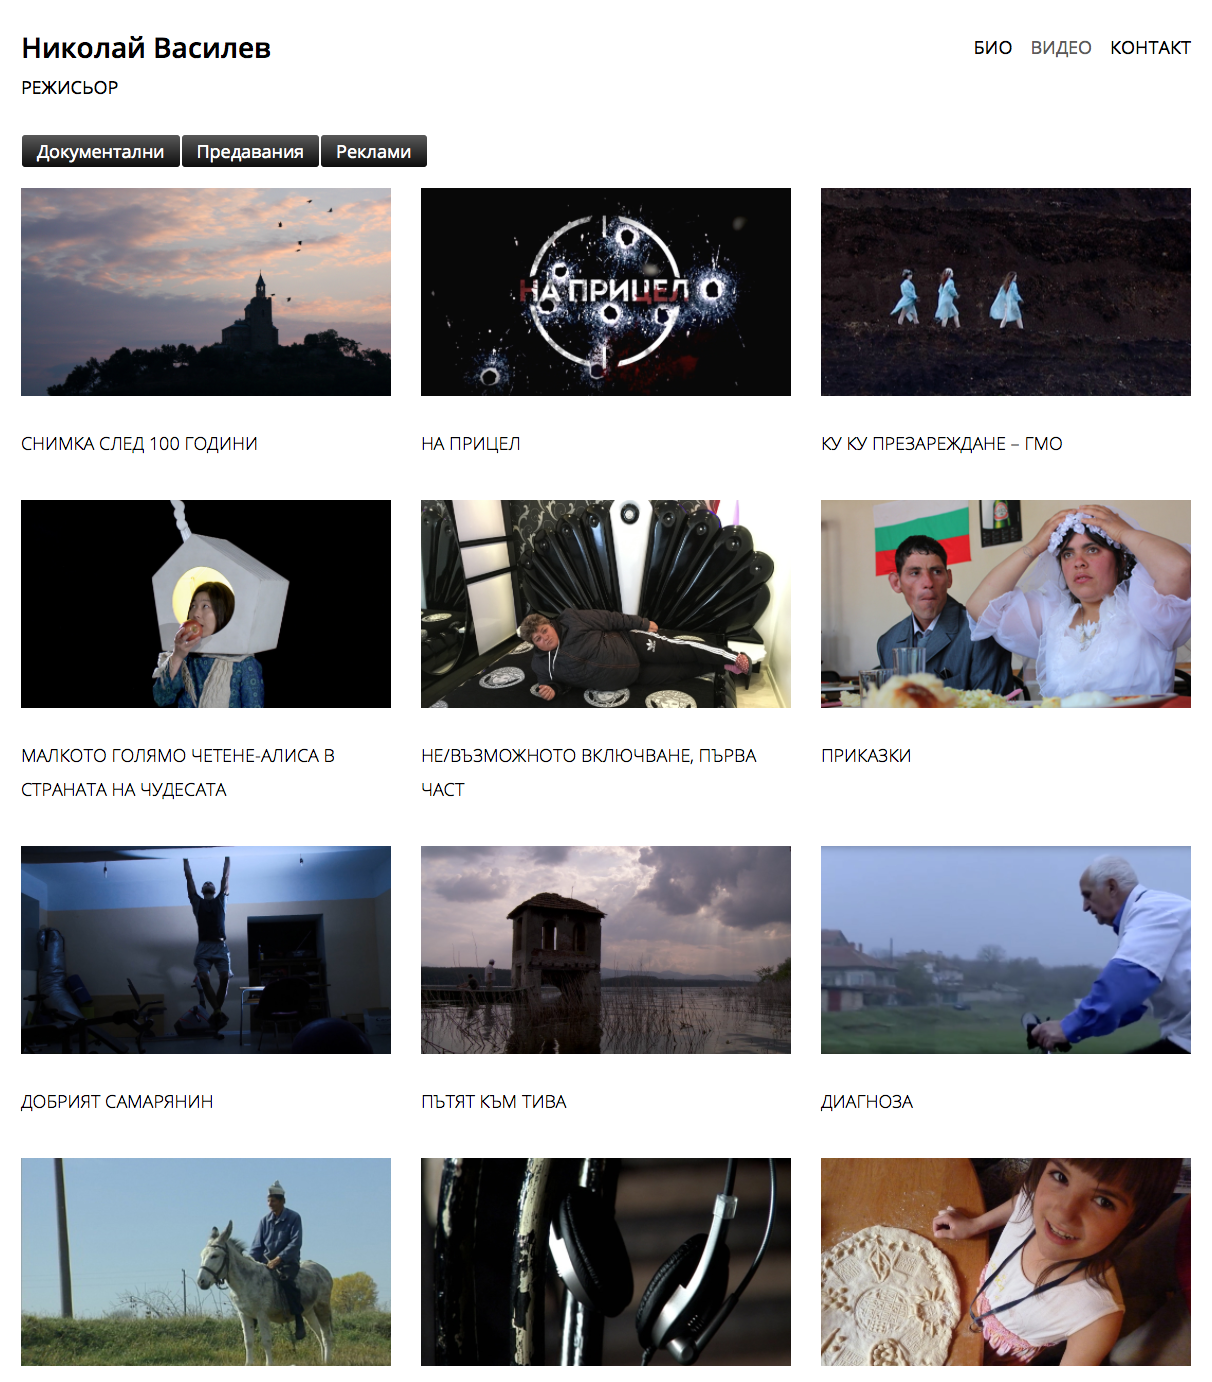 Николай Василев
БИО ВИДЕО КОНТАКТ
РЕЖИСЬОР
Документални Предавания Реклами
НА ПРИЦЕЛ
СНИМКА СЛЕД 100 ГОДИНИ
НА ПРИЦЕЛ
КУ КУ ПРЕЗАРЕЖДАНЕ – ГМО
МАЛКОТО ГОЛЯМО ЧЕТЕНЕ-АЛИСА В
СТРАНАТА НА ЧУДЕСАТА
НЕ/ВЪЗМОЖНОТО ВКЛЮЧВАНЕ, ПЪРВА
ЧАСТ
ПРИКАЗКИ
ДОБРИЯТ САМАРЯНИН
ПЪТЯТ КЪМ ТИВА
ДИАГНОЗА